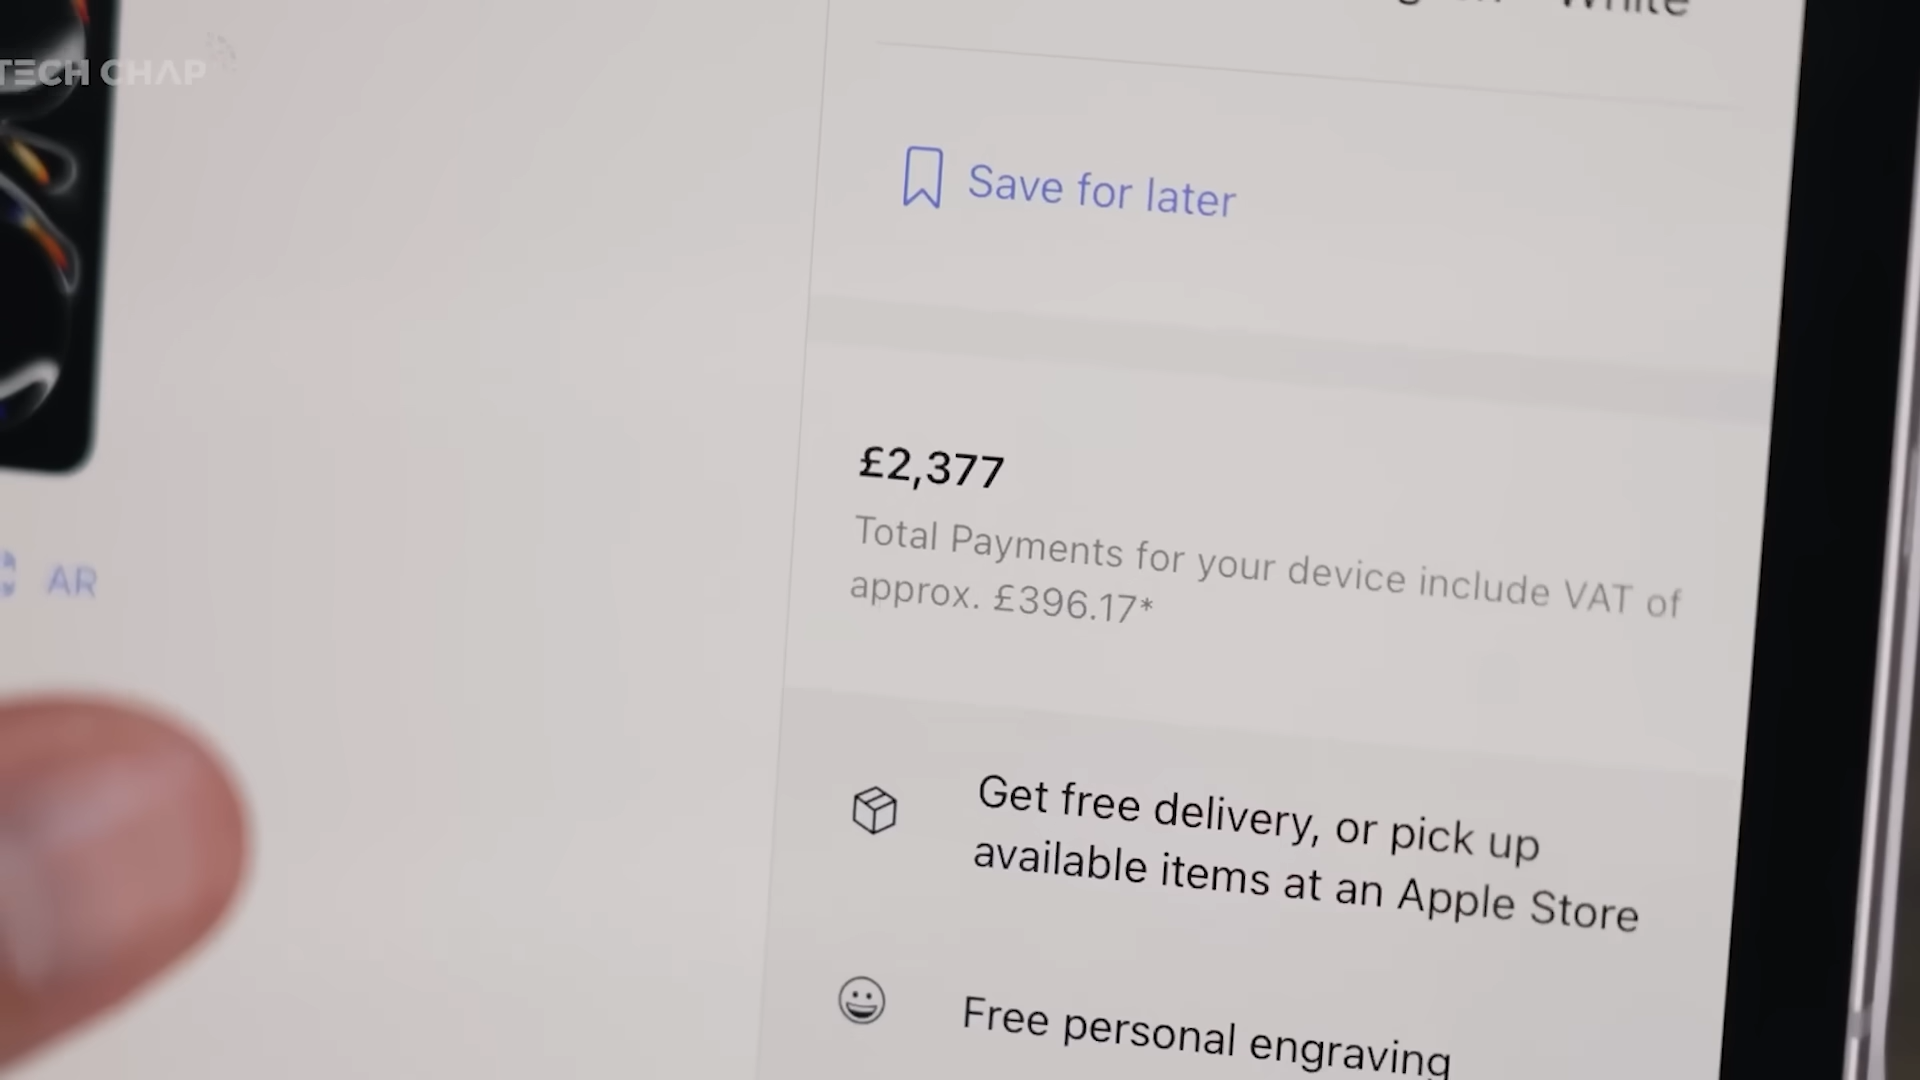 TECH CHAP
White
Save for later
£2,377
Total Payments for your device include VAT of
approx. £396.17*
AR
Get free delivery, or pick up
available items at an Apple Store
Free personal engraving